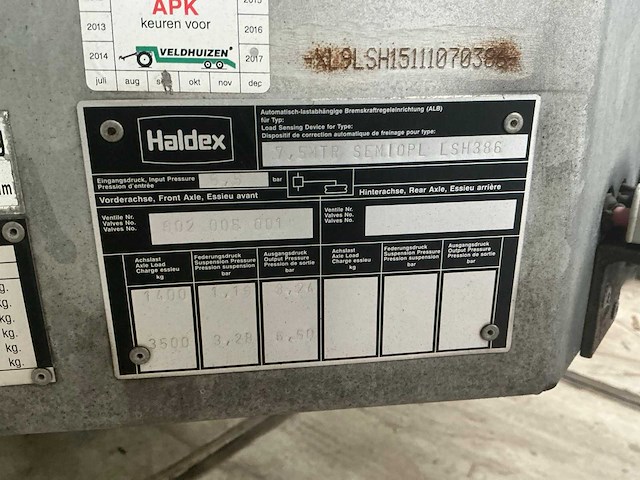 APK
keuren voor
2013
2014
2015
2016
2017
VELDHUIZEN
juli aug sep okt nov dec
Haldex
Automatisch-lastabhängige Bremskraftregeleinrichtung (ALB)
für Typ:
Load Sensing Device for Type:
Dispositif de correction automatique de freinage pour type:
7,5XTB SEMIOPL LSH386
Eingangsdruck, Input Pressure
Pression d'entrée
bar
Vorderachse, Front Axle, Essieu avant
Hinterachse, Rear Axle, Essieu arrière
Ventile Nr.
Valves No.
Valves No.
802 005 001
Ventile Nr.
Valves No.
Valves No.
Achslast
Axle Load
Charge essieu
kg
Federungsdruck
Suspension Pressure
Pression suspension
bar
Ausgangsdruck
Output Pressure
Pression de sortie
bar
Achslast
Axle Load
Charge essieu
kg
Federungsdruck
Suspension Pressure
Pression suspension
bar
Ausgangsdruck
Output Pressure
Pression de sortie
bar
1400
3500 3,20 6,50
m
g.
kg.
kg.
kg.
kg.
kg.